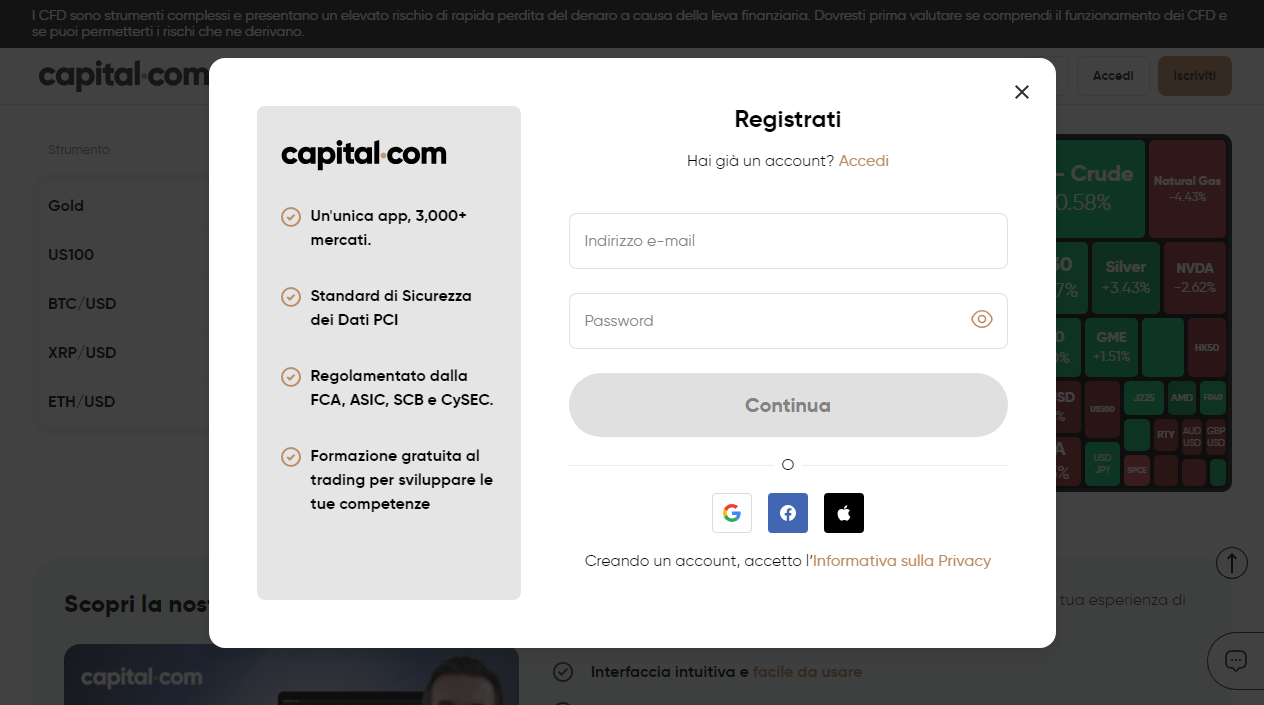 I CFD sono strumenti complessi e presentano un elevato rischio di rapida perdita del denaro a causa della leva finanziaria. Dovresti prima valutare se comprendi il funzionamento dei CFD e
se puoi permetterti i rischi che ne derivano.
capital.com
Accedi
Iscriviti
Strumento
Gold
US100
BTC/USD
XRP/USD
ETH/USD
capital.com
Un'unica app, 3,000+
mercati.
Standard di Sicurezza
dei Dati PCI
Regolamentato dalla
FCA, ASIC, SCB e CySEC.
Formazione gratuita al
trading per sviluppare le
tue competenze
Registrati
Hai già un account? Accedi
Indirizzo e-mail
Password
Continua
O
Creando un account, accetto l'Informativa sulla Privacy
- Crude
0.58%
Natural Gas
-4.43%
Silver
+3.43%
NVDA
-2.62%
GME
+1.51%
HK50
US500
J225
AMD
FR40
RTY
AUD
USD
GBP
USD
USD
JPY
SPCE
Scopri la nos
tua esperienza di
capital.com
Interfaccia intuitiva e facile da usare